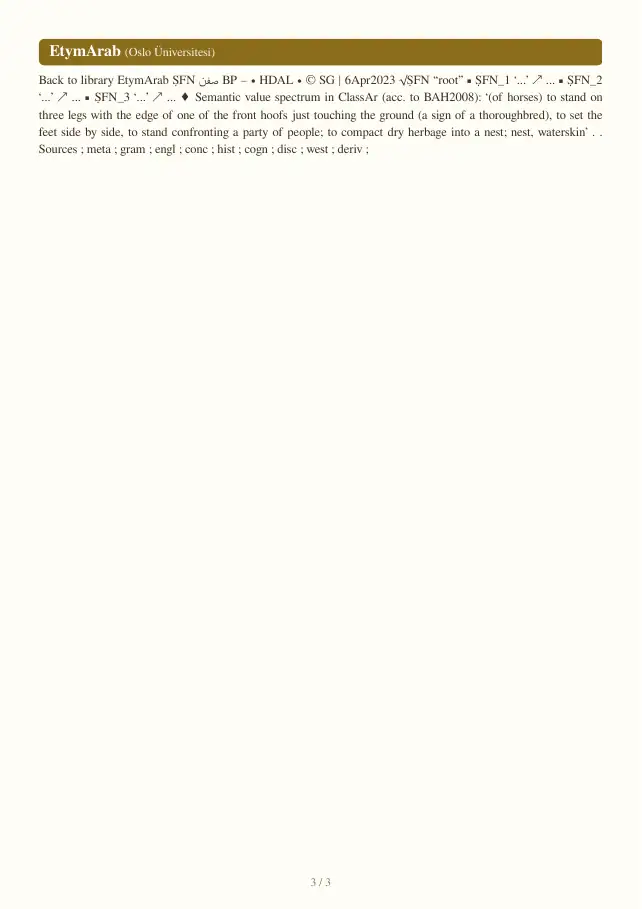 EtymArab (Oslo Üniversitesi)
Back to library EtymArab ṢFN صفن BP – • HDAL • © SG | 6Apr2023 √ṢFN “root” ▪ ṢFN_1 ‘...’ ↗ ... ▪ ṢFN_2
‘...’ ↗ ... ▪ ṢFN_3 ‘...’ ↗ ... ♦ Semantic value spectrum in ClassAr (acc. to BAH2008): ‘(of horses) to stand on
three legs with the edge of one of the front hoofs just touching the ground (a sign of a thoroughbred), to set the
feet side by side, to stand confronting a party of people; to compact dry herbage into a nest; nest, waterskin’ . .
Sources ; meta ; gram ; engl ; conc ; hist ; cogn ; disc ; west ; deriv ;
3 / 3